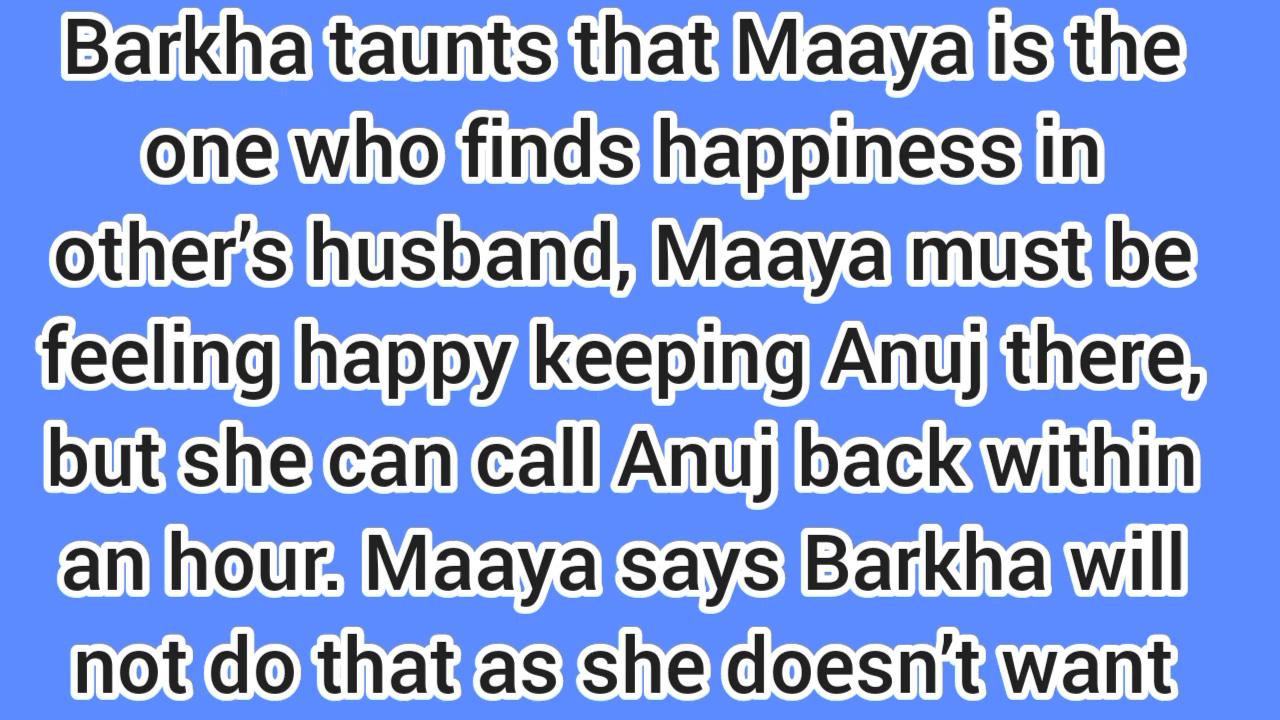 Barkha taunts that Maaya is the
one who finds happiness in
other’s husband, Maaya must be
feeling happy keeping Anuj there,
but she can call Anuj back within
an hour. Maaya says Barkha will
not do that as she doesn’t want